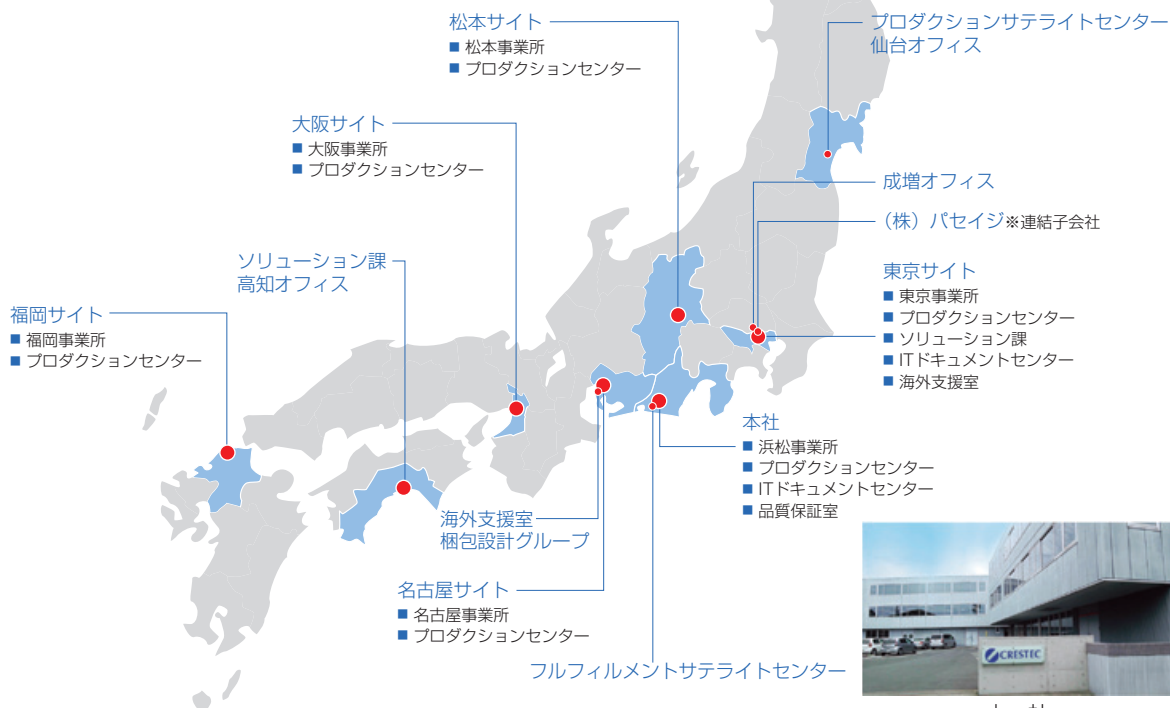 松本サイト
■ 松本事業所
■ プロダクションセンター
プロダクションサテライトセンター
仙台オフィス
大阪サイト
■ 大阪事業所
■ プロダクションセンター
成増オフィス
（株）パセイジ※連結子会社
ソリューション課
高知オフィス
東京サイト
■ 東京事業所
■ プロダクションセンター
■ ソリューション課
■ ITドキュメントセンター
■ 海外支援室
福岡サイト
■ 福岡事業所
■ プロダクションセンター
本社
■ 浜松事業所
■ プロダクションセンター
■ ITドキュメントセンター
■ 品質保証室
海外支援室
梱包設計グループ
名古屋サイト
■ 名古屋事業所
■ プロダクションセンター
フルフィルメントサテライトセンター
CRESTEC